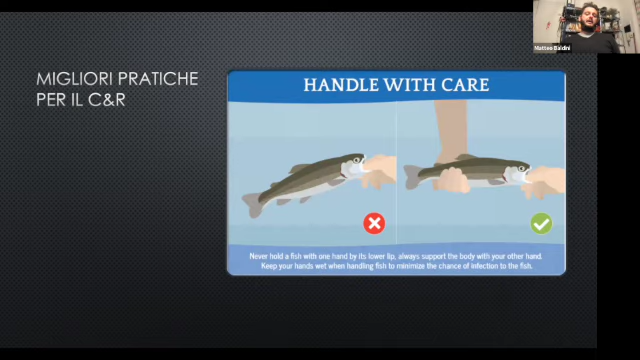 MIGLIORI PRATICHE
PER IL C&R
HANDLE WITH CARE
Never hold a fish with one hand by its lower lip, always support the body with your other hand.
Keep your hands wet when handling fish to minimize the chance of infection to the fish.
Matteo Baldini